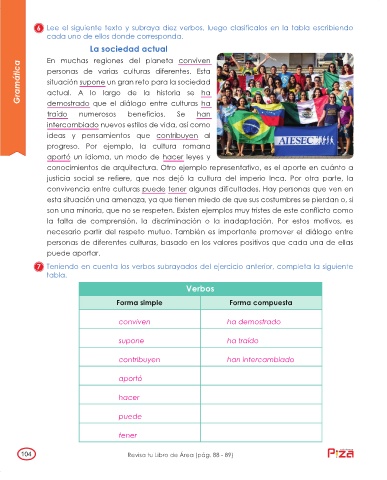 Gramática
6 Lee el siguiente texto y subraya diez verbos, luego clasifícalos en la tabla escribiendo
cada uno de ellos donde corresponda.
La sociedad actual
En muchas regiones del planeta conviven
personas de varias culturas diferentes. Esta
situación supone un gran reto para la sociedad
actual. A lo largo de la historia se ha
demostrado que el diálogo entre culturas ha
traído numerosos beneficios. Se han
intercambiado nuevos estilos de vida, así como
ideas y pensamientos que contribuyen al
progreso. Por ejemplo, la cultura romana
aportó un idioma, un modo de hacer leyes y
conocimientos de arquitectura. Otro ejemplo representativo, es el aporte en cuánto a
justicia social se refiere, que nos dejó la cultura del imperio Inca. Por otra parte, la
convivencia entre culturas puede tener algunas dificultades. Hay personas que ven en
esta situación una amenaza, ya que tienen miedo de que sus costumbres se pierdan o, si
son una minoría, que no se respeten. Existen ejemplos muy tristes de este conflicto como
la falta de comprensión, la discriminación o la inadaptación. Por estos motivos, es
necesario partir del respeto mutuo. También es importante promover el diálogo entre
personas de diferentes culturas, basado en los valores positivos que cada una de ellas
puede aportar.
AIESEC
7 Teniendo en cuenta los verbos subrayados del ejercicio anterior, completa la siguiente
tabla.
Verbos
Forma simple Forma compuesta
conviven ha demostrado
supone ha traído
contribuyen han intercambiado
aportó
hacer
puede
tener
104 Revisa tu Libro de Área (pág. 88 - 89)